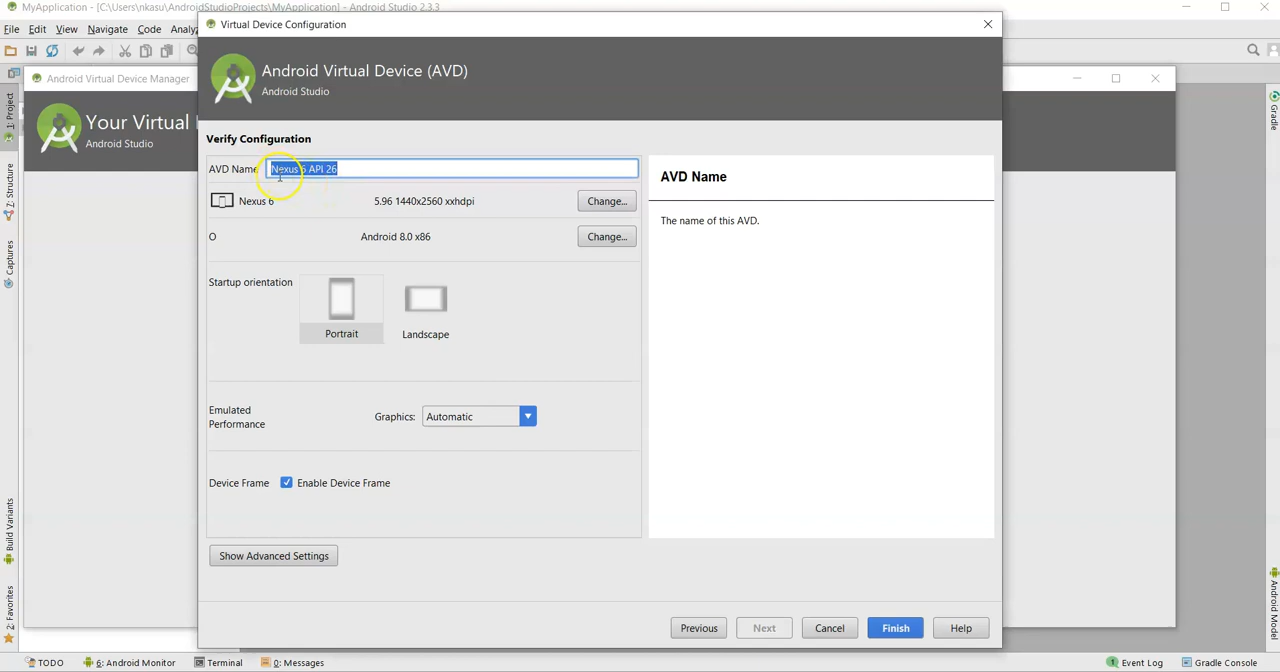 MyApplication - [C:\Users\nkasu\AndroidStudioProjects\MyApplication] - Android Studio 2.3.3
File Edit View Navigate Code Analy
Virtual Device Configuration
Android Virtual Device Manager
Android Virtual Device (AVD)
Android Studio
Your Virtual
Android Studio
Verify Configuration
AVD Name
Nexus 6 API 26
Nexus 6
5.96 1440x2560 xxhdpi
Change...
O
Android 8.0 x86
Change...
Startup orientation
Portrait
Landscape
Emulated
Performance
Graphics:
Automatic
Device Frame
Enable Device Frame
Show Advanced Settings
AVD Name
The name of this AVD.
Previous
Next
Cancel
Finish
Help
1: Project
Z: Structure
Captures
Build Variants
2: Favorites
Gradle
Android Model
TODO
6: Android Monitor
Terminal
0: Messages
1 Event Log
Gradle Console